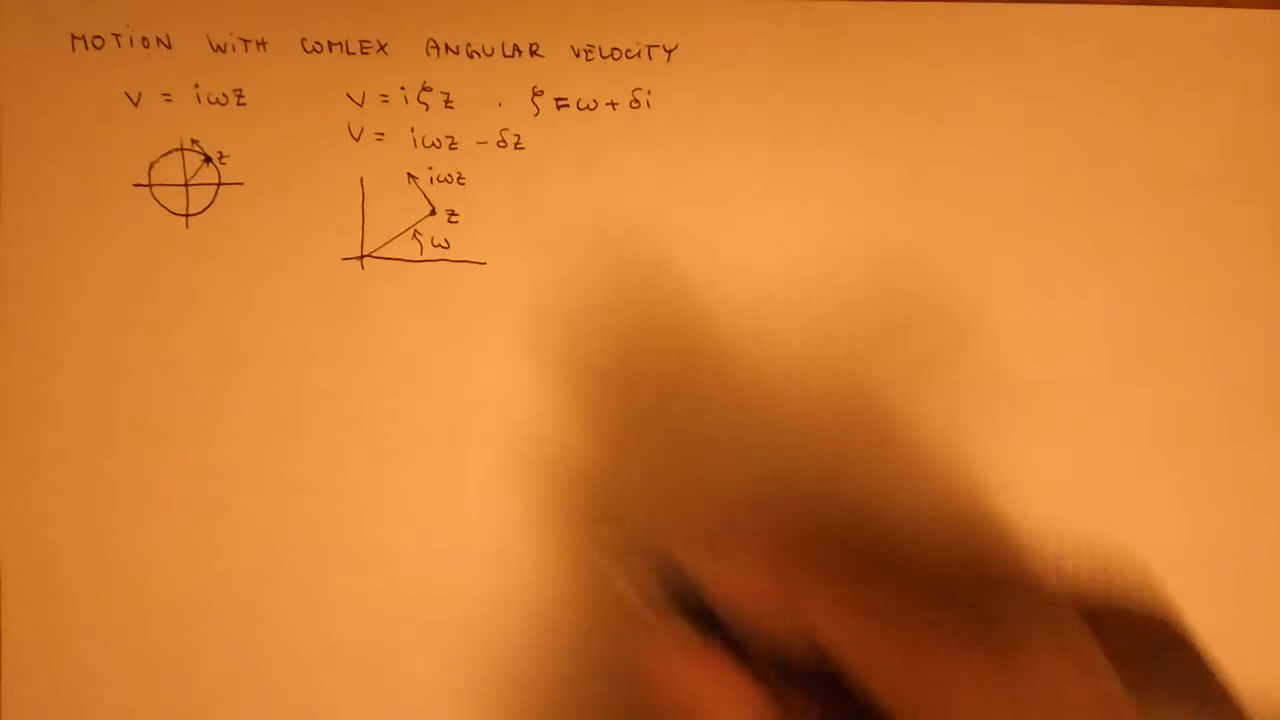 MOTION WITH COMLEX ANGULAR VELOCITY
V = iωz V = iζz . ζ = ω + δi
V = iωz - δz
z
iωz
z
ω